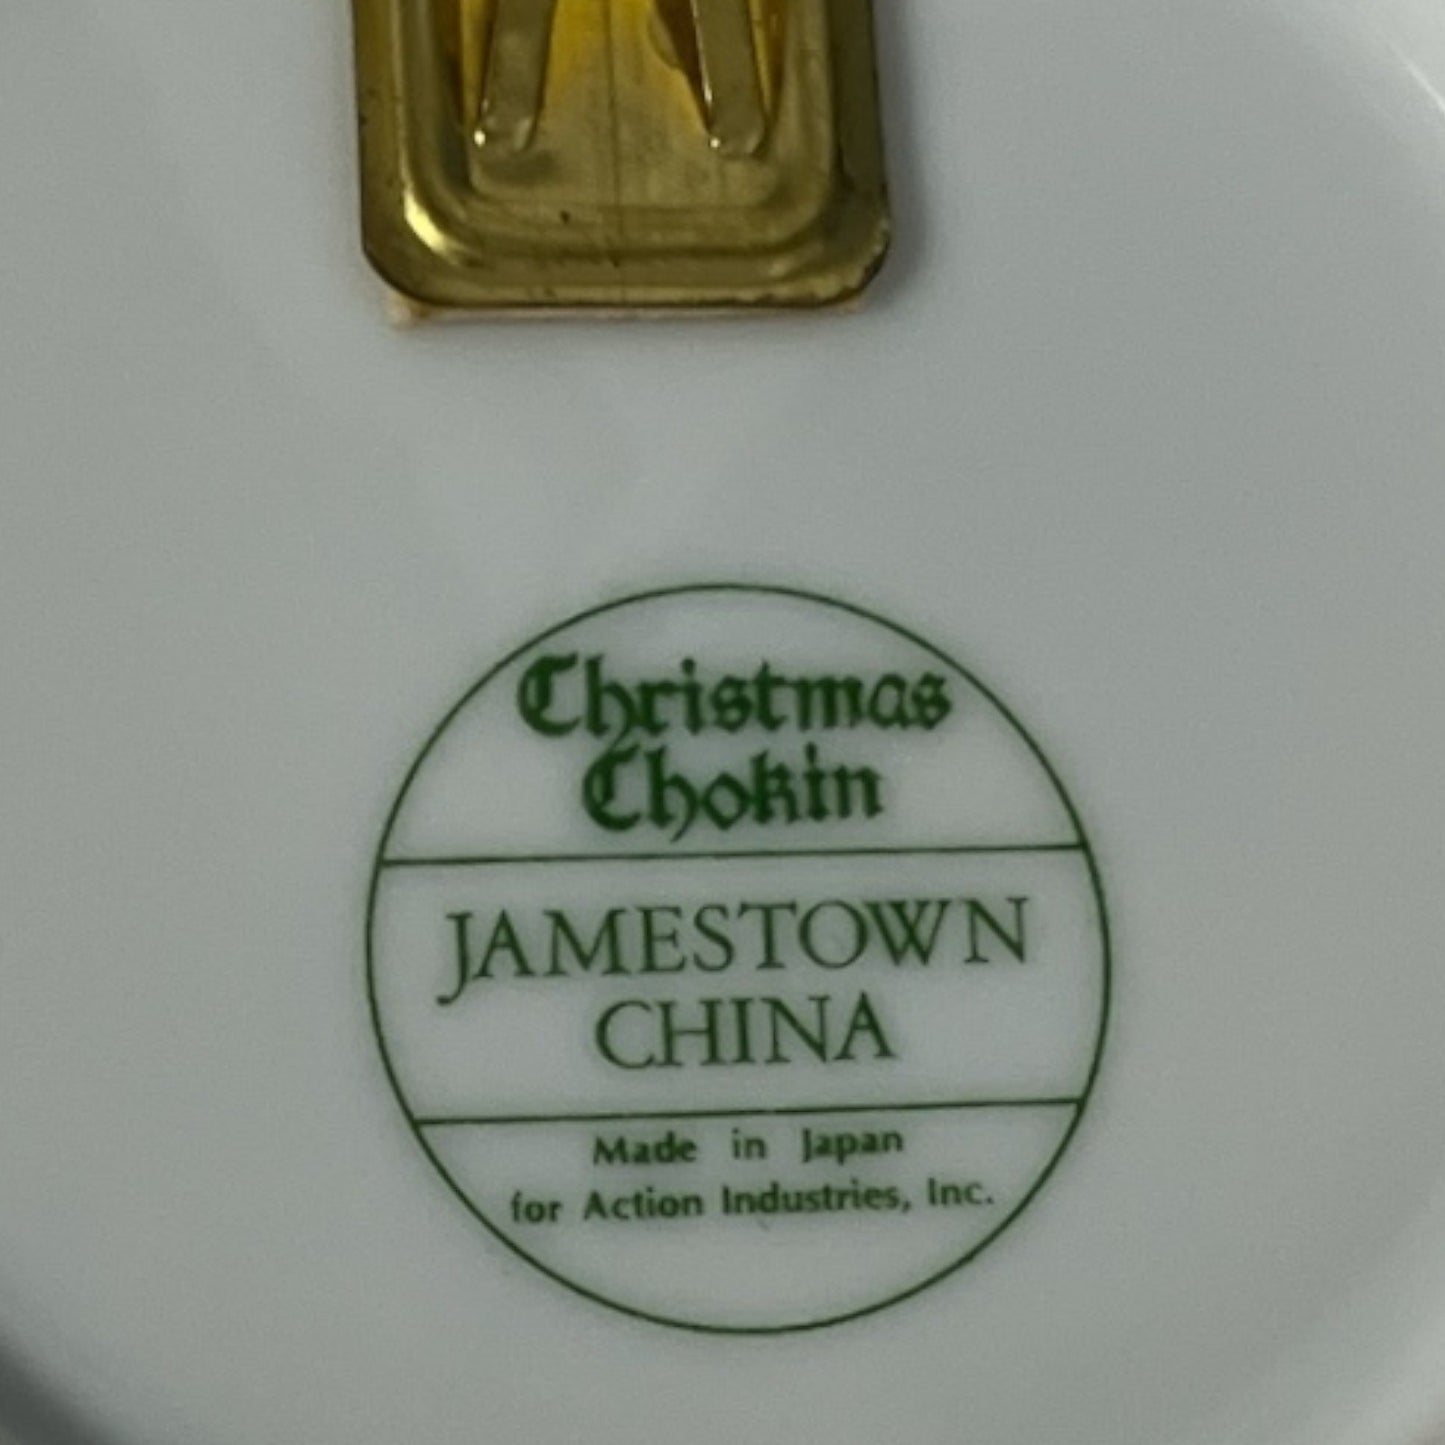 Christmas
Chokin
JAMESTOWN
CHINA
Made in Japan
for Action Industries, Inc.